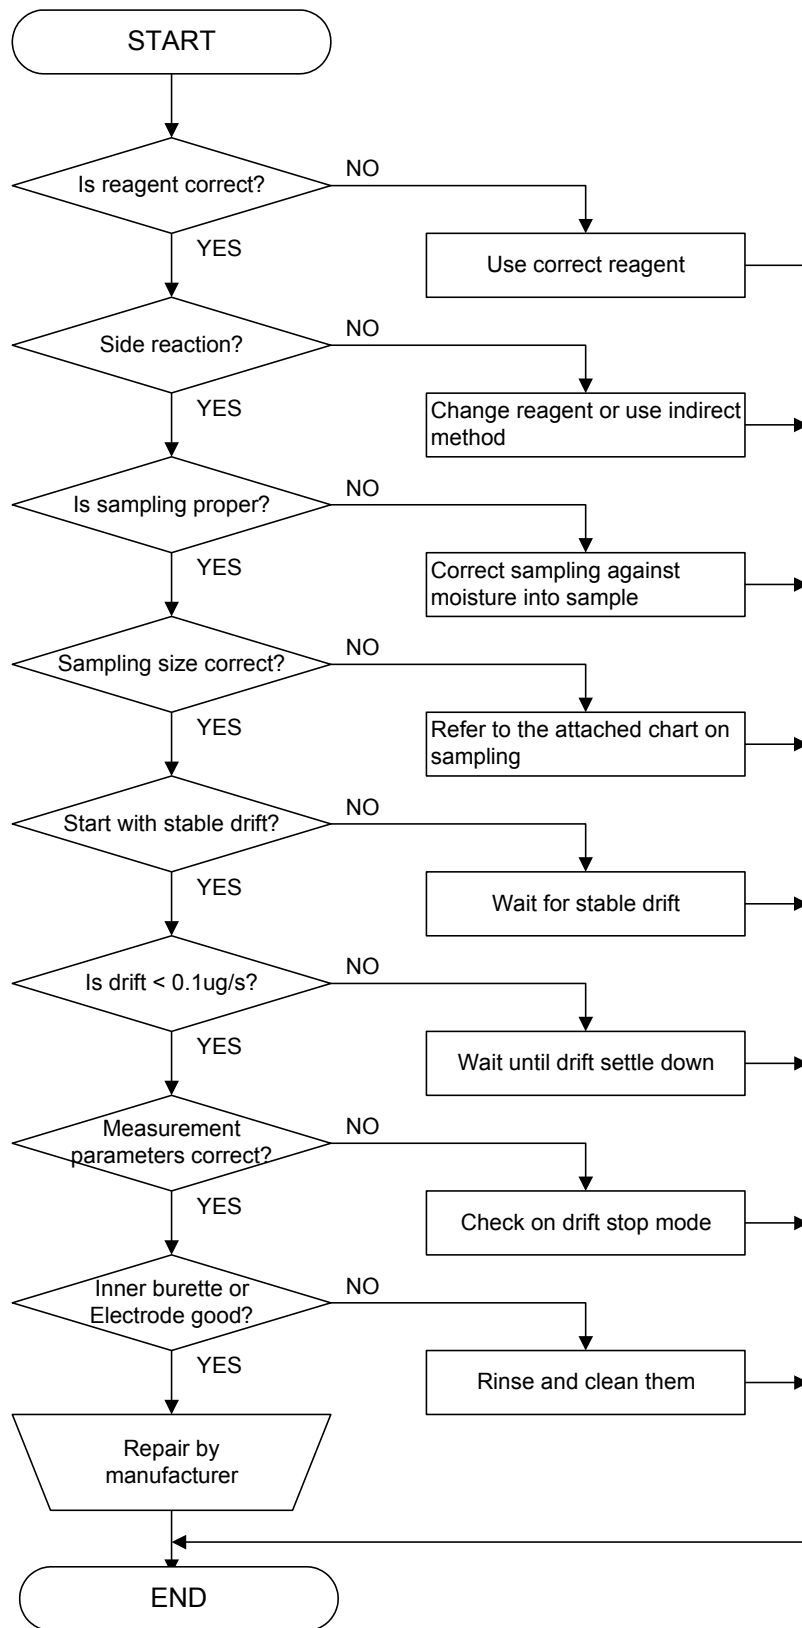 START
Is reagent correct?
NO
YES
Use correct reagent
Side reaction?
NO
YES
Change reagent or use indirect
method
Is sampling proper?
NO
YES
Correct sampling against
moisture into sample
Sampling size correct?
NO
YES
Refer to the attached chart on
sampling
Start with stable drift?
NO
YES
Wait for stable drift
Is drift < 0.1ug/s?
NO
YES
Wait until drift settle down
Measurement
parameters correct?
NO
YES
Check on drift stop mode
Inner burette or
Electrode good?
NO
YES
Rinse and clean them
Repair by
manufacturer
END